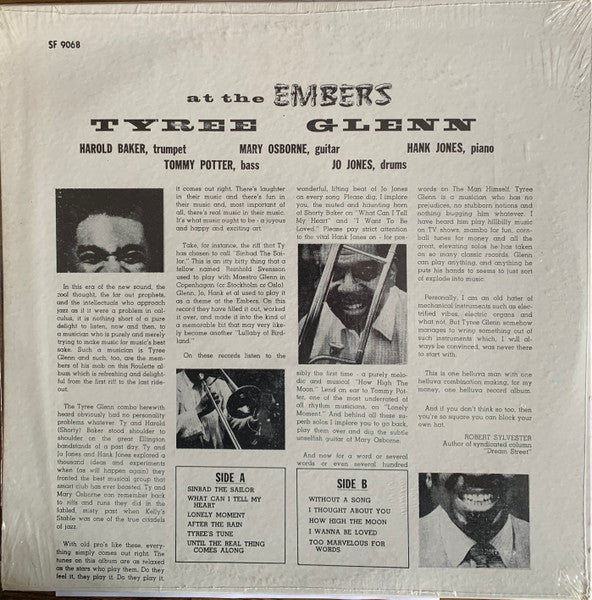 SF 9068
at the EMBERS
TYREE GLENN
HAROLD BAKER, trumpet MARY OSBORNE, guitar HANK JONES, piano
TOMMY POTTER, bass JO JONES, drums
In this era of the new sound, the
zool thought, the far out prophets,
and the intellectuals who approach
jazz as if it were a problem in cal-
culus, it is nothing short of a pure
delight to listen, now and then, to
a musician who is purely and merely
trying to make music for music's best
sake. Such a musician is Tyree
Glenn and such, too, are the mem-
bers of his mob on this Roulette al-
bum which is refreshing and delight-
ful from the first riff to the last ride-
out.
The Tyree Glenn combo herewith
heard obviously had no personality
problems whatever. Ty and Harold
(Shorty) Baker stood shoulder to
shoulder on the great Ellington
bandstands of a past day. Ty and
Jo Jones and Hank Jones explored a
thousand ideas and experiments
when (as will happen again) they
fronted the best musical group that
smart club has ever boasted. Ty and
Mary Osborne can remember back
to riffs and runs they did in the
fabled, misty past when Kelly's
Stable was one of the true citadels
of jazz.
With old pro's like these, every-
thing simply comes out right. The
tunes on this album are as relaxed
as the stars who play them. Do they
feel it, they play it. Do they play it,
it comes out right. There's laughter
in their music and there's fun in
their music and, most important of
all, there's real music in their music.
It's what music ought to be - a joyous
and happy and exciting art.
Take, for instance, the riff that Ty
has chosen to call "Sinbad The Sai-
lor." This is an itty bitty thing that a
fellow named Reinhold Svensson
used to play with Maestro Glenn in
Copenhagen (or Stockholm or Oslo)
Glenn, Jo, Hank et al used to play it
as a theme at the Embers. On this
record they have filled it out, worked
it over, and made it into the kind of
a memorable bit that may very like-
ly become another "Lullaby of Bird-
land."
On these records listen to the
wonderful, lifting beat of Jo Jones
on every song. Please dig, I implore
you, the muted and haunting horn
of Shorty Baker on "What Can I Tell
My Heart" and "I Want To Be
Loved." Please pay strict attention
to the vital Hank Jones on - for pos-
sibly the first time - a purely melo-
dic and musical "How High The
Moon." Lend an ear to Tommy Pot-
ter, one of the most underrated of
all rhythm musicians, on "Lonely
Moment." And behind all these su-
perb solos I implore you to go back,
play them over and dig the subtle
unselfish guitar of Mary Osborne.
And now for a word or several
words or even several hundred
words on The Man Himself. Tyree
Glenn is a musician who has no
prejudices, no stubborn notions and
nothing bugging him whatever. I
have heard him play hillbilly music
on TV shows, mambo for fun, corn-
ball tunes for money and all the
great, elevating solos he has taken
on so many classic records. Glenn
can play anything, and anything he
puts his hands to seems to just sort
of explode into music.
Personally, I am an old hater of
mechanical instruments such as elec-
trified vibes, electric organs and
what not. But Tyree Glenn somehow
manages to wring something out of
such instruments which, I will al-
ways be convinced, was never there
to start with.
This is one helluva man with one
helluva combination making, for my
money, one helluva record album.
And if you don't think so too, then
you're so square you can block your
own hat.
ROBERT SYLVESTER
Author of syndicated column
"Dream Street"
SIDE A
SINBAD THE SAILOR
WHAT CAN I TELL MY
HEART
LONELY MOMENT
AFTER THE RAIN
TYREE'S TUNE
UNTIL THE REAL THING
COMES ALONG
SIDE B
WITHOUT A SONG
I THOUGHT ABOUT YOU
HOW HIGH THE MOON
I WANNA BE LOVED
TOO MARVELOUS FOR
WORDS